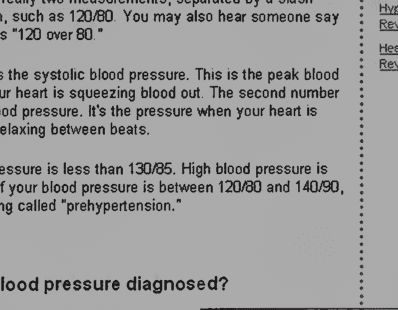 really two measurements, separated by a slash
, such as 120/80. You may also hear someone say
s "120 over 80."
s the systolic blood pressure. This is the peak blood
ur heart is squeezing blood out. The second number
ood pressure. It's the pressure when your heart is
elaxing between beats.
essure is less than 130/85. High blood pressure is
f your blood pressure is between 120/80 and 140/90,
ng called "prehypertension."
lood pressure diagnosed?
Hyp
Rev
Hea
Rev